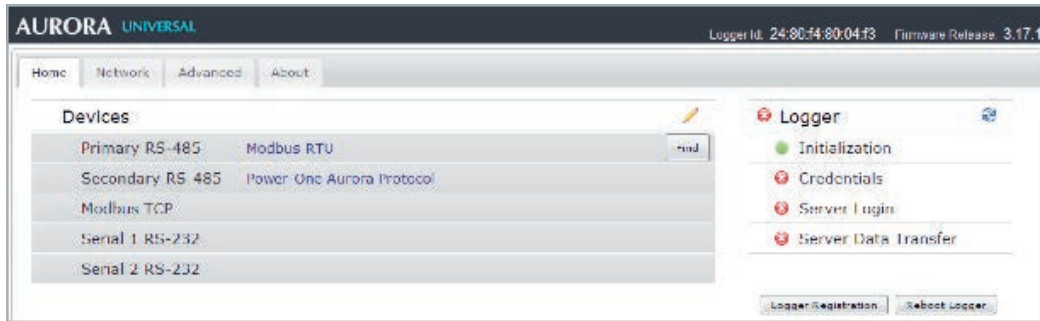 AURORA UNIVERSAL
Logger Id: 24:80:f4:80:04:f3 Firmware Release: 3.17.1
Home Network Advanced About
Devices
Primary RS-485 Modbus RTU Find
Secondary RS-485 Power-One Aurora Protocol
Modbus TCP
Serial 1 RS-232
Serial 2 RS-232
Logger
Initialization
Credentials
Server Login
Server Data Transfer
Logger Registration Reboot Logger